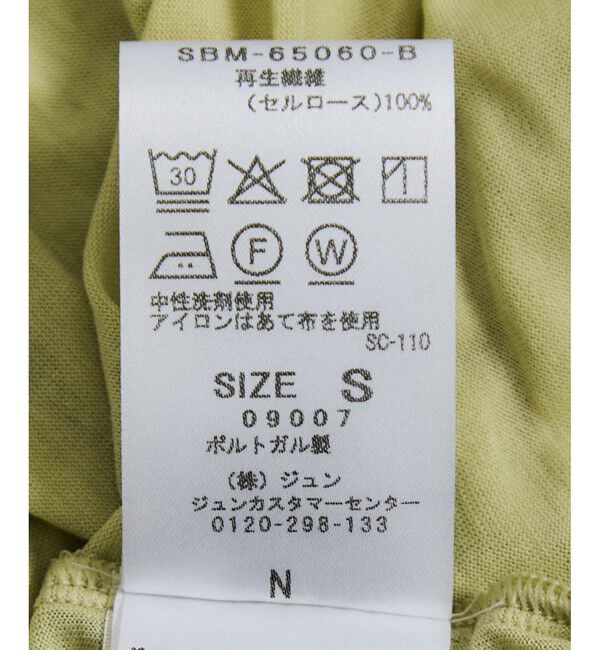 SBM-65060-B
再生繊維
(セルロース)100%
30
F W
中性洗剤使用
アイロンはあて布を使用
SC-110
SIZE S
09007
ポルトガル製
(株)ジュン
ジュンカスタマーセンター
0120-298-133
N